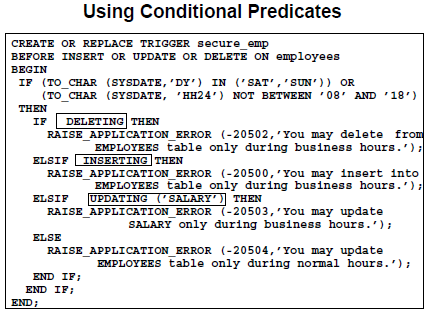 Using Conditional Predicates
CREATE OR REPLACE TRIGGER secure_emp
BEFORE INSERT OR UPDATE OR DELETE ON employees
BEGIN
IF (TO_CHAR (SYSDATE,'DY') IN ('SAT','SUN')) OR
(TO_CHAR (SYSDATE, 'HH24') NOT BETWEEN '08' AND '18')
THEN
IF DELETING THEN
RAISE_APPLICATION_ERROR (-20502,'You may delete from
EMPLOYEES table only during business hours.');
ELSIF INSERTING THEN
RAISE_APPLICATION_ERROR (-20500,'You may insert into
EMPLOYEES table only during business hours.');
ELSIF UPDATING ('SALARY') THEN
RAISE_APPLICATION_ERROR (-20503,'You may update
SALARY only during business hours.');
ELSE
RAISE_APPLICATION_ERROR (-20504,'You may update
EMPLOYEES table only during normal hours.');
END IF;
END IF;
END;